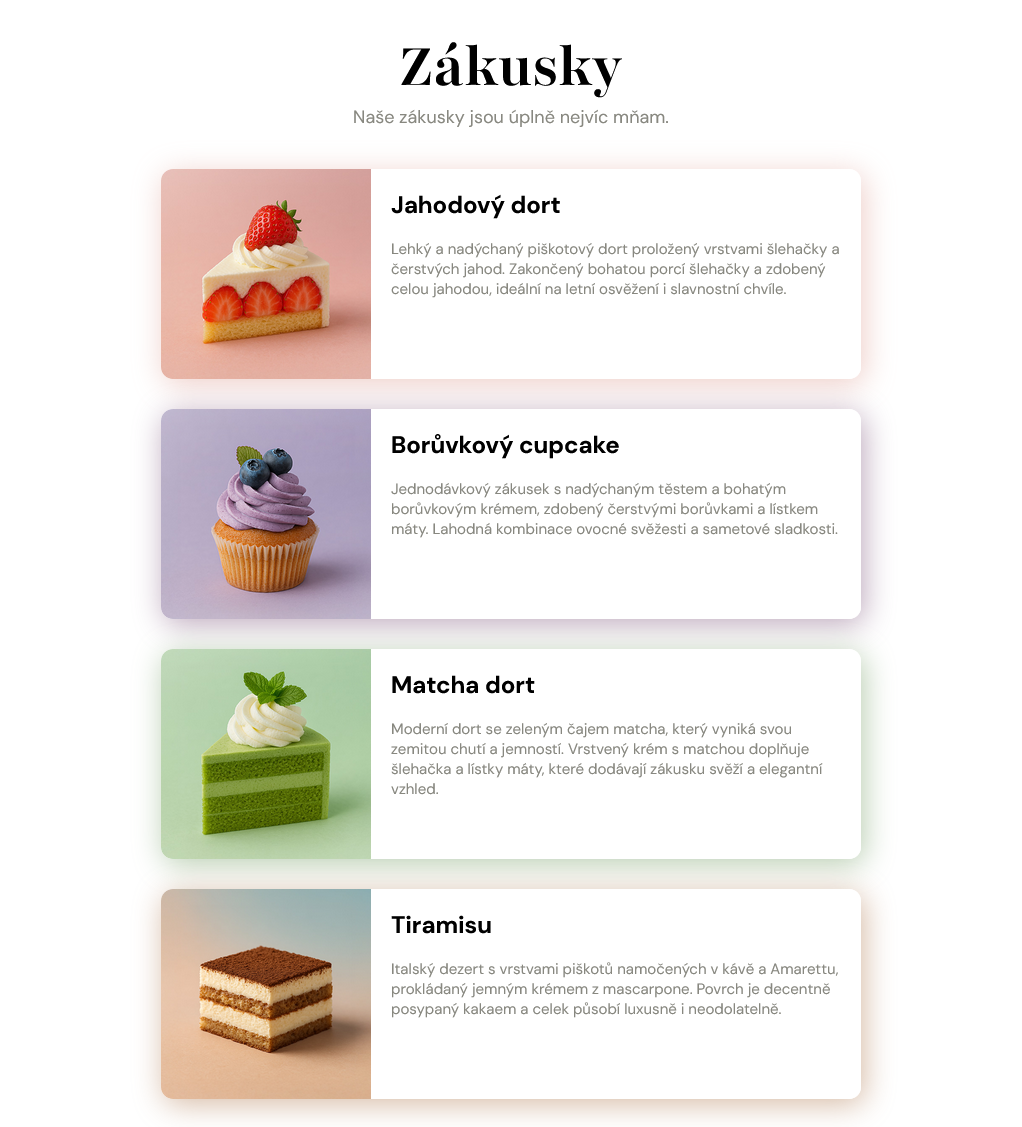 Zákusky
Naše zákusky jsou úplně nejvíc mňam.
Jahodový dort
Lehký a nadýchaný piškotový dort proložený vrstvami šlehačky a
čerstvých jahod. Zakončený bohatou porcí šlehačky a zdobený
celou jahodou, ideální na letní osvěžení i slavnostní chvíle.
Borůvkový cupcake
Jednodávkový zákusek s nadýchaným těstem a bohatým
borůvkovým krémem, zdobený čerstvými borůvkami a lístkem
máty. Lahodná kombinace ovocné svěžesti a sametové sladkosti.
Matcha dort
Moderní dort se zeleným čajem matcha, který vyniká svou
zemitou chutí a jemností. Vrstvený krém s matchou doplňuje
šlehačka a lístky máty, které dodávají zákusku svěží a elegantní
vzhled.
Tiramisu
Italský dezert s vrstvami piškotů namočených v kávě a Amarettu,
prokládaný jemným krémem z mascarpone. Povrch je decentně
posypaný kakaem a celek působí luxusně i neodolatelně.